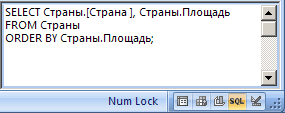 SELECT Страны.[Страна ], Страны.Площадь
FROM Страны
ORDER BY Страны.Площадь;
Num Lock
SQL